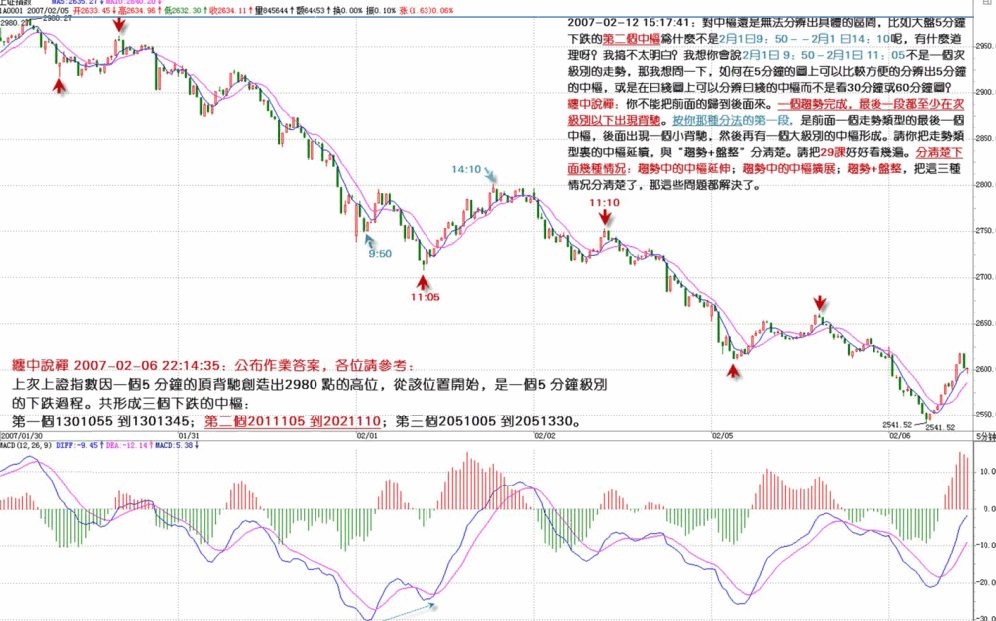 上证指数 MA5:2635.27↓ MA10:2640.20↓
1A0001 2007/02/05 开2633.45↓高2634.96↑低2632.30↑收2634.11↑量845644↑额64453↑换0.00% 振0.10% 涨(1.63)0.06%
2980.27
2980.27
2007-02-12 15:17:41：對中樞還是無法分辨出具體的區間，比如大盤5分鐘
下跌的第二個中樞爲什麼不是2月1日9：50－－2月1 日14：10呢，有什麼道
理呀？我搞不太明白？我想你會說2月1日 9：50－2月1日 11：05不是一個次
級別的走勢，那我想問一下，如何在5分鐘的圖上可以比較方便的分辨出5分鐘
的中樞，或是在日綫圖上可以分辨日綫的中樞而不是看30分鐘或60分鐘圖？
纏中說禪：你不能把前面的歸到後面來。一個趨勢完成，最後一段都至少在次
級別以下出現背馳。按你那種分法的第一段，是前面一個走勢類型的最後一個
中樞，後面出現一個小背馳，然後再有一個大級別的中樞形成。請你把走勢類
型裏的中樞延續，與“趨勢+盤整”分清楚。請把29課好好看幾遍。分清楚下
面幾種情況：趨勢中的中樞延伸；趨勢中的中樞擴展；趨勢+盤整，把這三種
情況分清楚了，那這些問題都解決了。
2950.
2900.
2850.
2800.
2750.
2700.
2650.
2600.
2550.
14:10
9:50
11:05
11:10
纏中說禪 2007-02-06 22:14:35：公布作業答案，各位請參考：
上次上證指數因一個5 分鐘的頂背馳創造出2980 點的高位，從該位置開始，是一個5 分鐘級別
的下跌過程。共形成三個下跌的中樞：
第一個1301055 到1301345；第二個2011105 到2021110；第三個2051005 到2051330。
2541.52
2541.52
2007/01/30 01/31 02/01 02/02 02/05 02/06 5分钟
MACD(12,26,9) DIFF:-9.45↑ DEA:-12.14↑ MACD:5.38↓
10.0
0.00
-10.0
-20.0
-30.0